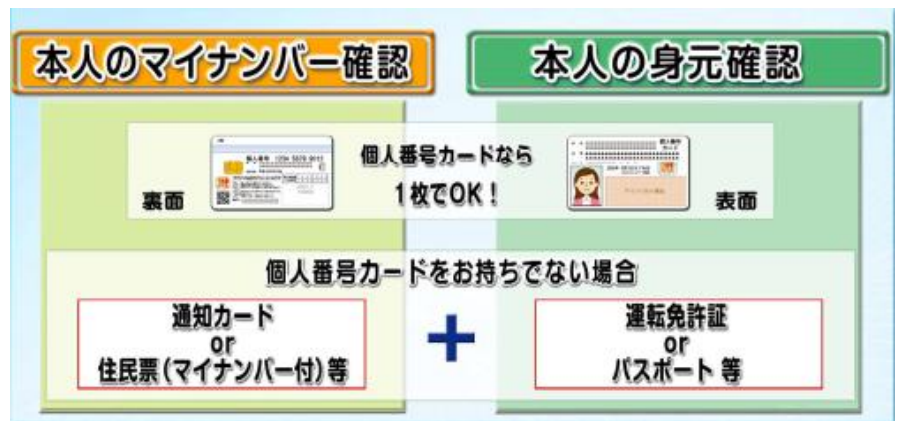 本人のマイナンバー確認
本人の身元確認
個人番号カードなら
1枚でOK!
裏面
表面
個人番号カードをお持ちでない場合
通知カード
or
住民票(マイナンバー付)等
+
運転免許証
or
パスポート 等